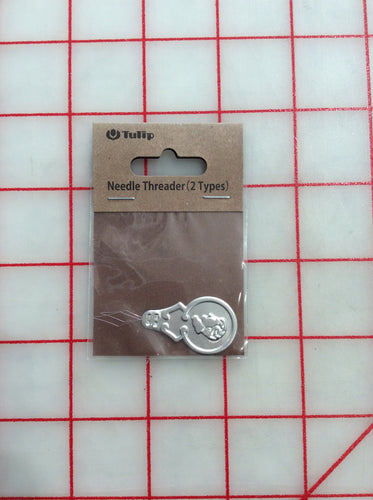 Tulip
Needle Threader(2 Types)